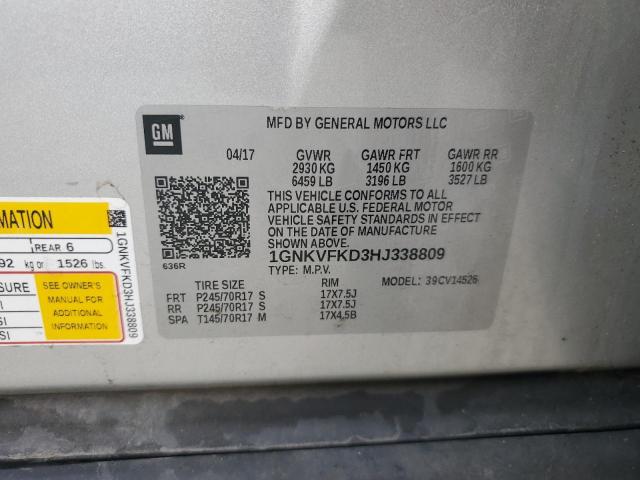 GM
MFD BY GENERAL MOTORS LLC
04/17 GVWR GAWR FRT GAWR RR
2930 KG 1450 KG 1600 KG
6459 LB 3196 LB 3527 LB
THIS VEHICLE CONFORMS TO ALL
APPLICABLE U.S. FEDERAL MOTOR
VEHICLE SAFETY STANDARDS IN EFFECT
ON THE DATE OF MANUFACTURE
SHOWN ABOVE.
1GNKVFKD3HJ338809
636R
TYPE: M.P.V. MODEL: 39CV14526
TIRE SIZE RIM
FRT P245/70R17 S 17X7.5J
RR P245/70R17 S 17X7.5J
SPA T145/70R17 M 17X4.5B
REAR 6
kg or 1526 lbs.
SEE OWNER'S
MANUAL FOR
ADDITIONAL
INFORMATION
1GNKVFKD3HJ338809